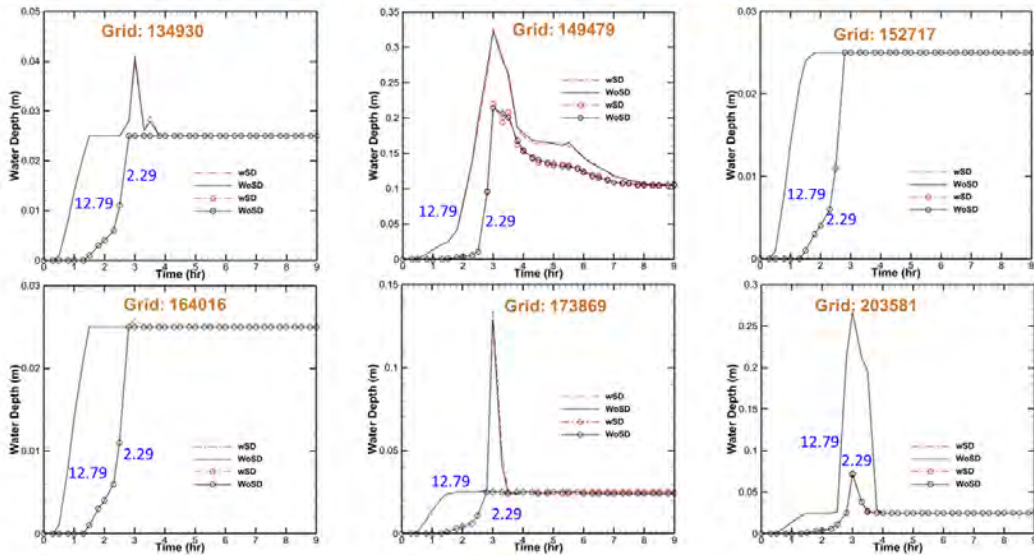 Grid: 134930
Water Depth (m)
0.05
0.04
0.03
0.02
0.01
0
12.79
2.29
wSD
WoSD
wSD
WoSD
0 1 2 3 4 5 6 7 8 9
Time (hr)
Grid: 149479
Water Depth (m)
0.35
0.3
0.25
0.2
0.15
0.1
0.05
0
12.79
2.29
wSD
WoSD
wSD
WoSD
0 1 2 3 4 5 6 7 8 9
Time (hr)
Grid: 152717
Water Depth (m)
0.03
0.02
0.01
0
12.79
2.29
wSD
WoSD
wSD
WoSD
0 1 2 3 4 5 6 7 8 9
Time (hr)
Grid: 164016
Water Depth (m)
0.03
0.02
0.01
0
12.79
2.29
wSD
WoSD
wSD
WoSD
0 1 2 3 4 5 6 7 8 9
Time (hr)
Grid: 173869
Water Depth (m)
0.15
0.1
0.05
0
12.79
2.29
wSD
WoSD
wSD
WoSD
0 1 2 3 4 5 6 7 8 9
Time (hr)
Grid: 203581
Water Depth (m)
0.3
0.25
0.2
0.15
0.1
0.05
0
12.79
2.29
wSD
WoSD
wSD
WoSD
0 1 2 3 4 5 6 7 8 9
Time (hr)